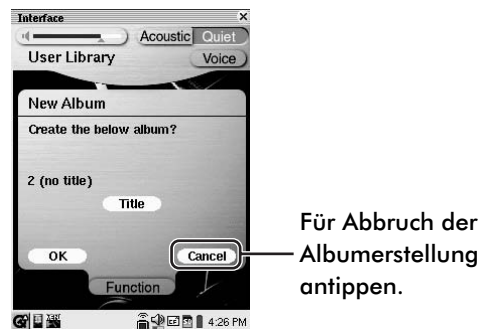 Interface
Acoustic Quiet
User Library Voice
New Album
Create the below album?
2 (no title)
Title
OK Cancel
Function
4:26 PM
Für Abbruch der
Albumerstellung
antippen.